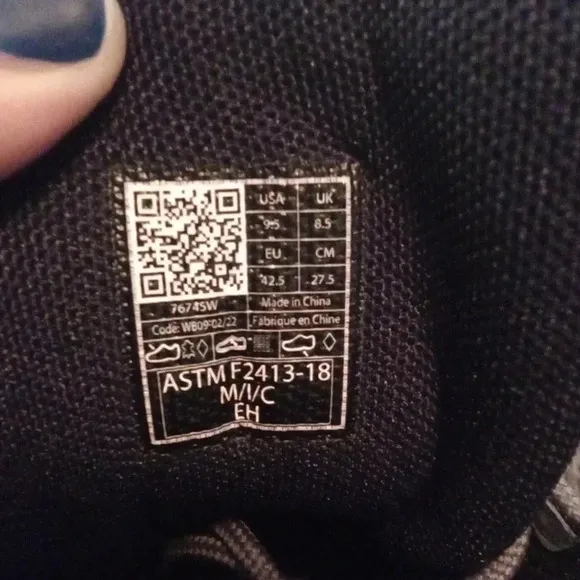 USA UK
9.5 8.5
EU CM
42.5 27.5
7674SW Made in China
Code: WB09-02/22 Fabriqué en Chine
ASTM F2413-18
M/I/C
EH